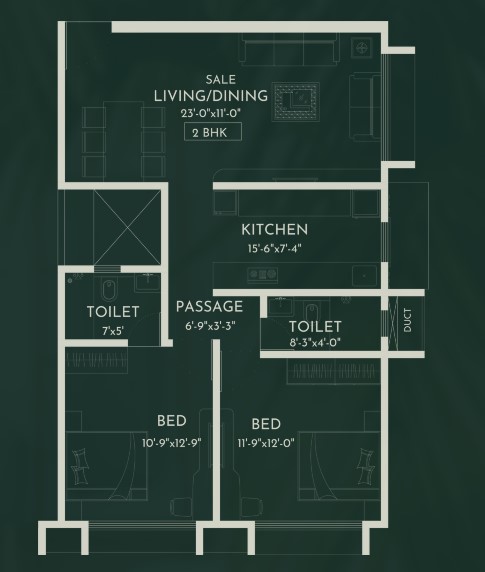 SALE
LIVING/DINING
23'-0"x11'-0"
2 BHK
KITCHEN
15'-6"x7'-4"
TOILET
7'x5'
PASSAGE
6'-9"x3'-3"
TOILET
8'-3"x4'-0"
DUCT
BED
10'-9"x12'-9"
BED
11'-9"x12'-0"